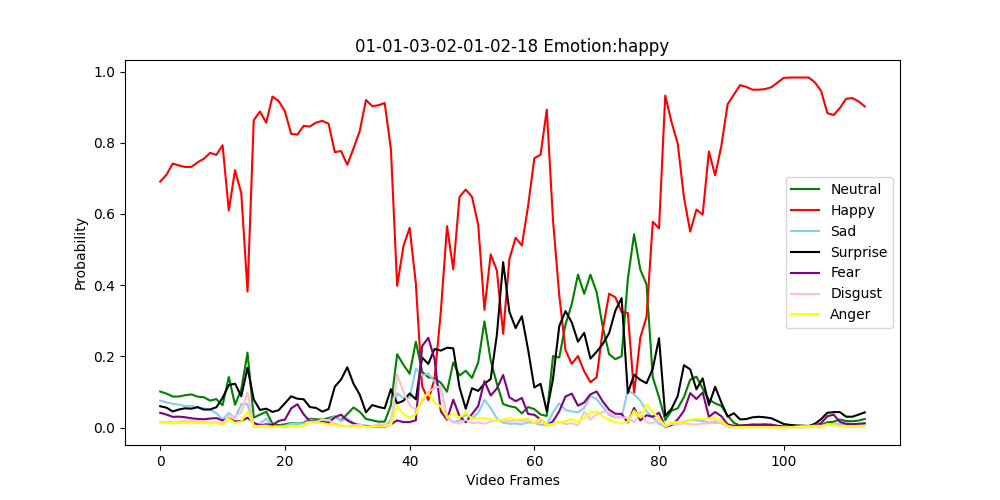 01-01-03-02-01-02-18 Emotion:happy
1.0
0.8
0.6
0.4
0.2
0.0
Probability
0 20 40 60 80 100
Video Frames
Neutral
Happy
Sad
Surprise
Fear
Disgust
Anger